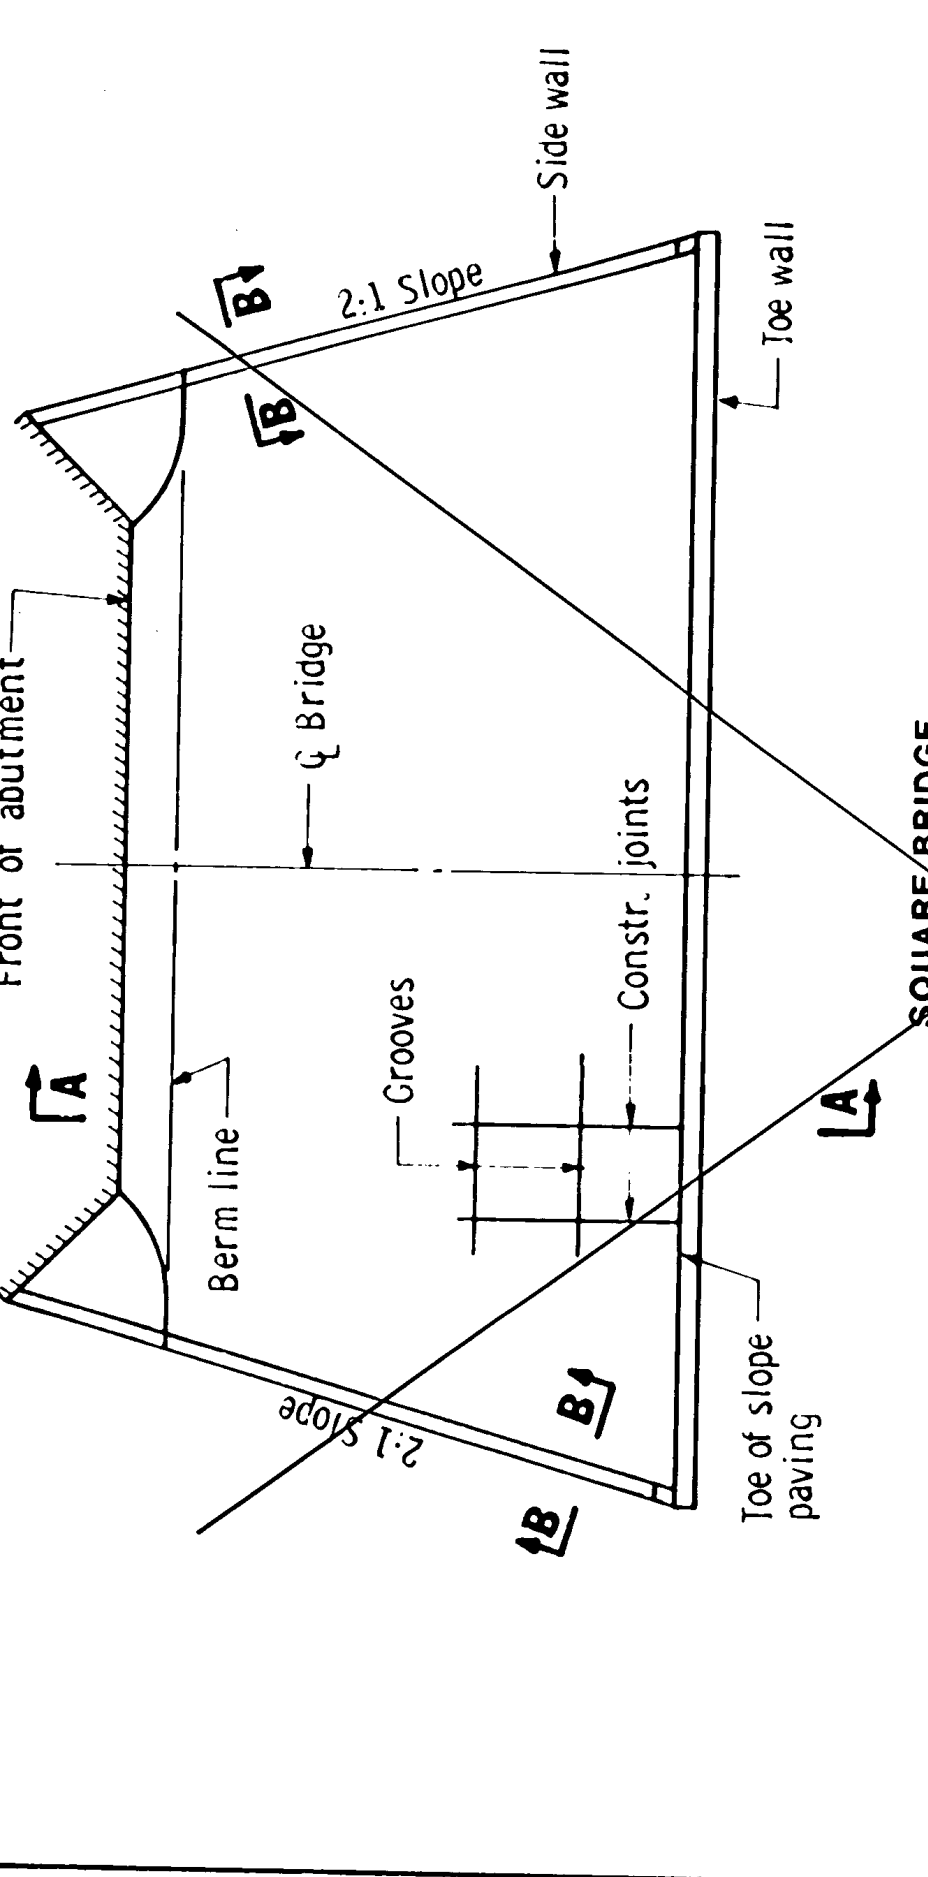 Front of abutment
A
Berm line
℄ Bridge
B
B
2:1 Slope
Side wall
Grooves
Constr. joints
2:1 Slope
B
B
Toe of slope
paving
Toe wall
A
SQUARE BRIDGE